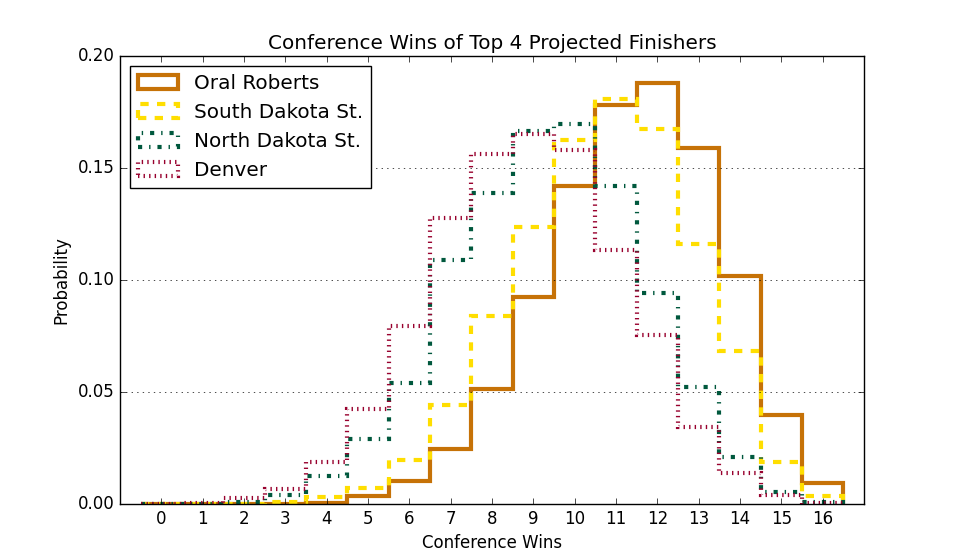 Conference Wins of Top 4 Projected Finishers
0.20
Oral Roberts
South Dakota St.
North Dakota St.
Denver
0.15
0.10
0.05
0.00
Probability
0 1 2 3 4 5 6 7 8 9 10 11 12 13 14 15 16
Conference Wins